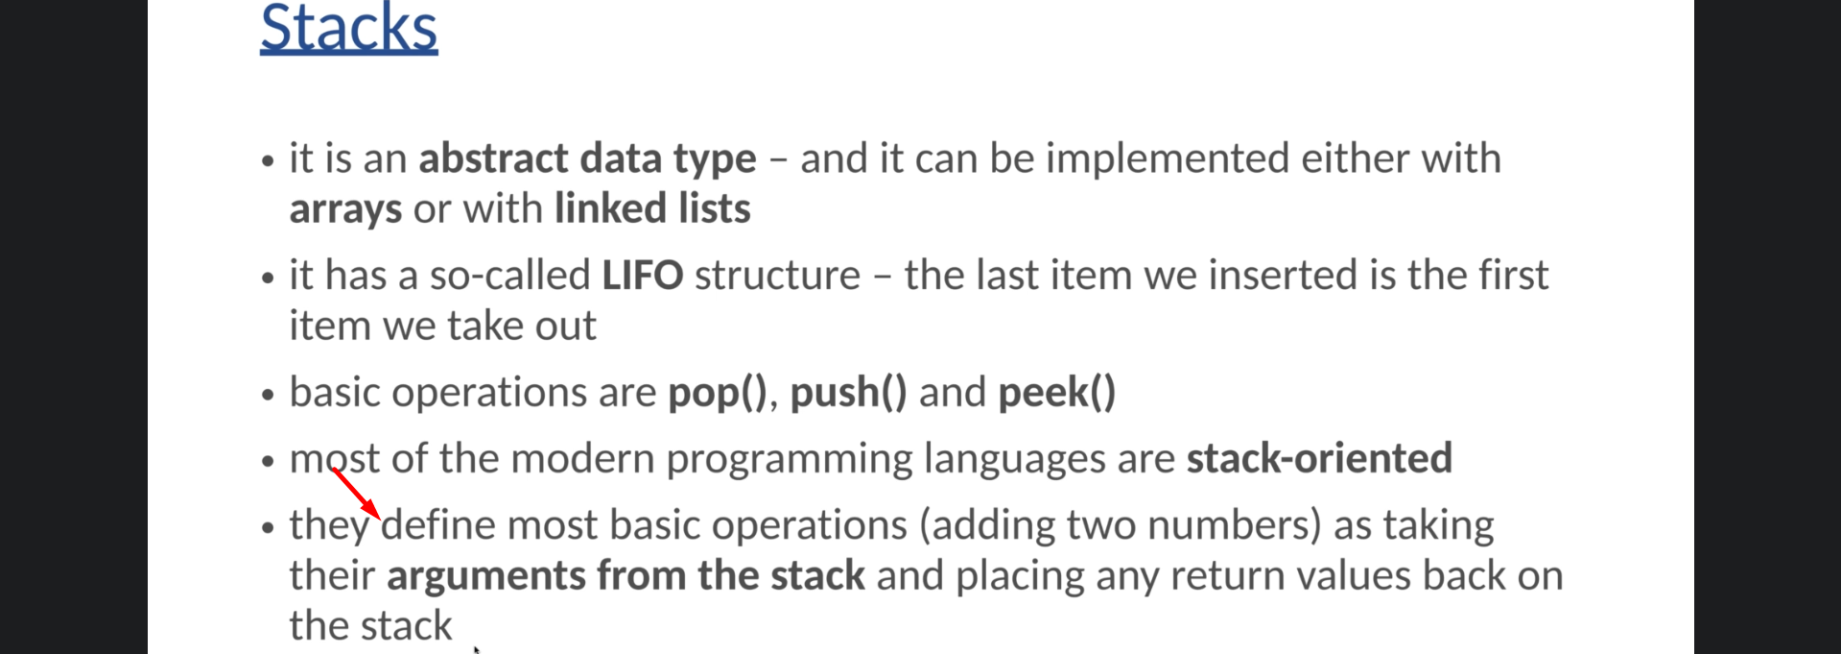 Stacks
• it is an abstract data type – and it can be implemented either with
arrays or with linked lists
• it has a so-called LIFO structure – the last item we inserted is the first
item we take out
• basic operations are pop(), push() and peek()
• most of the modern programming languages are stack-oriented
• they define most basic operations (adding two numbers) as taking
their arguments from the stack and placing any return values back on
the stack